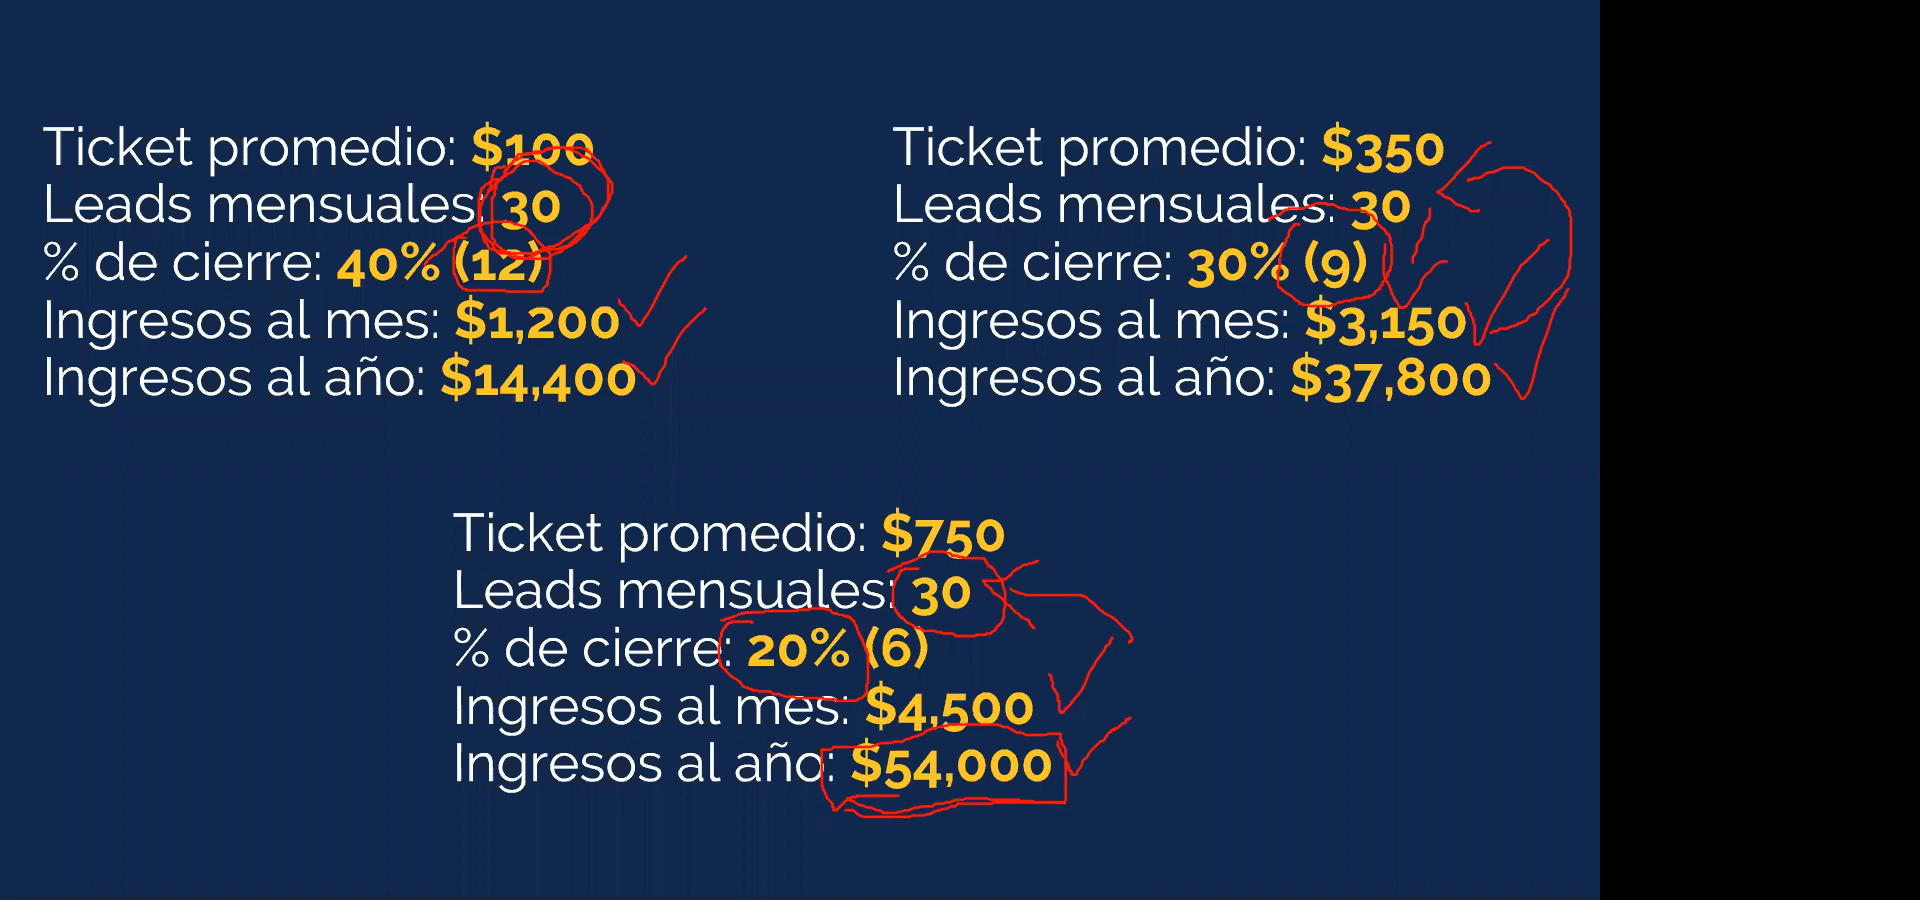 Ticket promedio: $100
Leads mensuales: 30
% de cierre: 40% (12)
Ingresos al mes: $1,200
Ingresos al año: $14,400
Ticket promedio: $350
Leads mensuales: 30
% de cierre: 30% (9)
Ingresos al mes: $3,150
Ingresos al año: $37,800
Ticket promedio: $750
Leads mensuales: 30
% de cierre: 20% (6)
Ingresos al mes: $4,500
Ingresos al año: $54,000